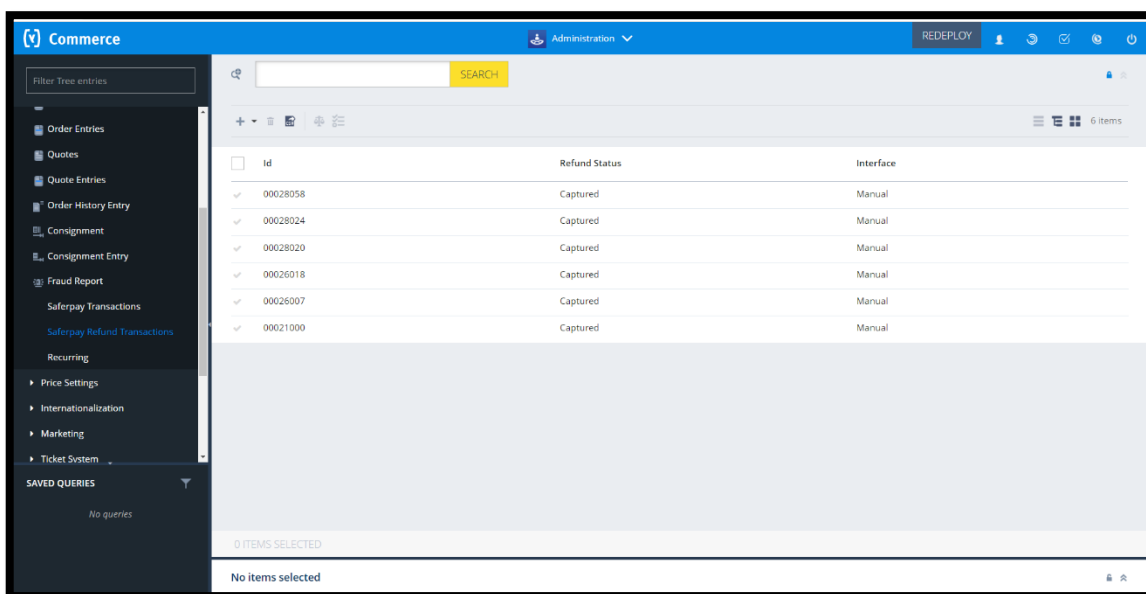 [Y] Commerce
Administration
REDEPLOY
Filter Tree entries
Order Entries
Quotes
Quote Entries
Order History Entry
Consignment
Consignment Entry
Fraud Report
Saferpay Transactions
Saferpay Refund Transactions
Recurring
Price Settings
Internationalization
Marketing
Ticket System
SAVED QUERIES
No queries
SEARCH
6 items
Id Refund Status Interface
00028058 Captured Manual
00028024 Captured Manual
00028020 Captured Manual
00026018 Captured Manual
00026007 Captured Manual
00021000 Captured Manual
0 ITEMS SELECTED
No items selected